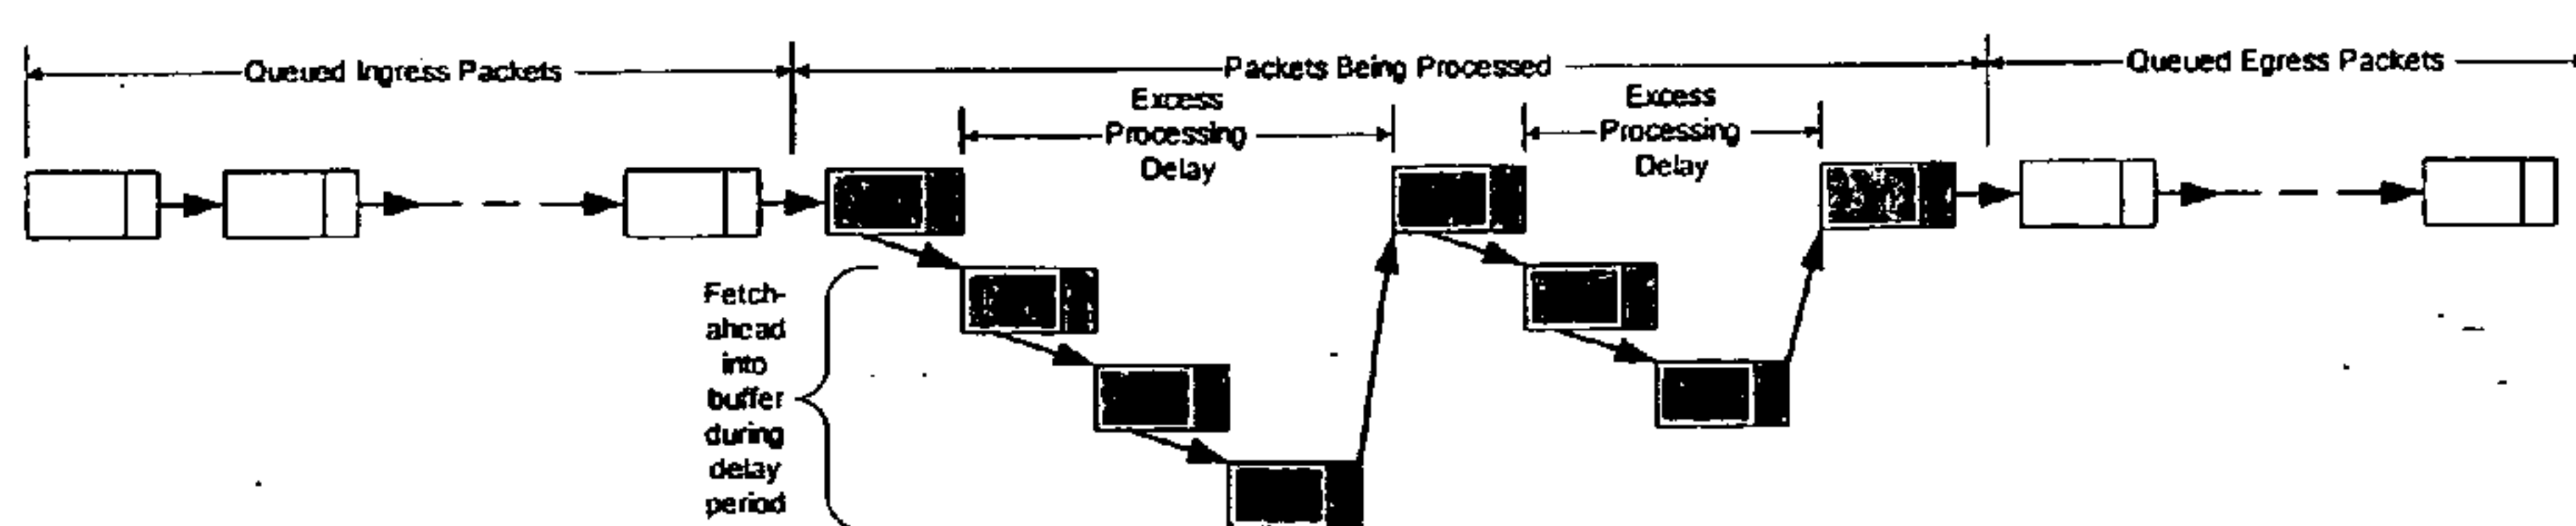 Queued Ingress Packets
Packets Being Processed
Queued Egress Packets
Excess
Processing
Delay
Excess
Processing
Delay
Fetch-
ahead
into
buffer
during
delay
period